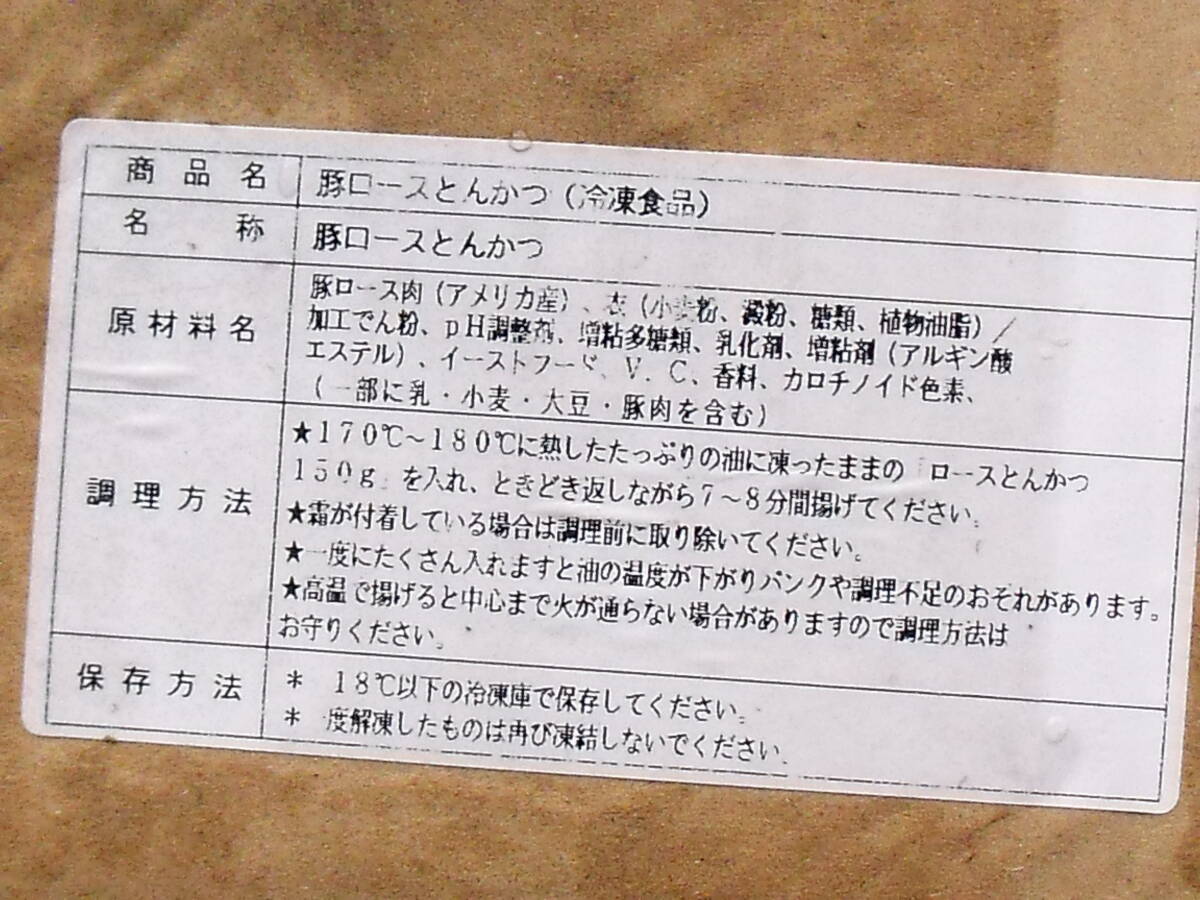 商品名 豚ロースとんかつ（冷凍食品）
名称 豚ロースとんかつ
原材料名 豚ロース肉（アメリカ産）、衣（小麦粉、澱粉、糖類、植物油脂）／
加工でん粉、ｐＨ調整剤、増粘多糖類、乳化剤、増粘剤（アルギン酸
エステル）、イーストフード、Ｖ．Ｃ、香料、カロチノイド色素、
（一部に乳・小麦・大豆・豚肉を含む）
調理方法 ★１７０℃～１８０℃に熱したたっぷりの油に凍ったままの「ロースとんかつ
１５０ｇ」を入れ、ときどき返しながら７～８分間揚げてください。
★霜が付着している場合は調理前に取り除いてください。
★一度にたくさん入れますと油の温度が下がりパンクや調理不足のおそれがあります。
★高温で揚げると中心まで火が通らない場合がありますので調理方法は
お守りください。
保存方法 ＊ １８℃以下の冷凍庫で保存してください。
＊ 度解凍したものは再び凍結しないでください